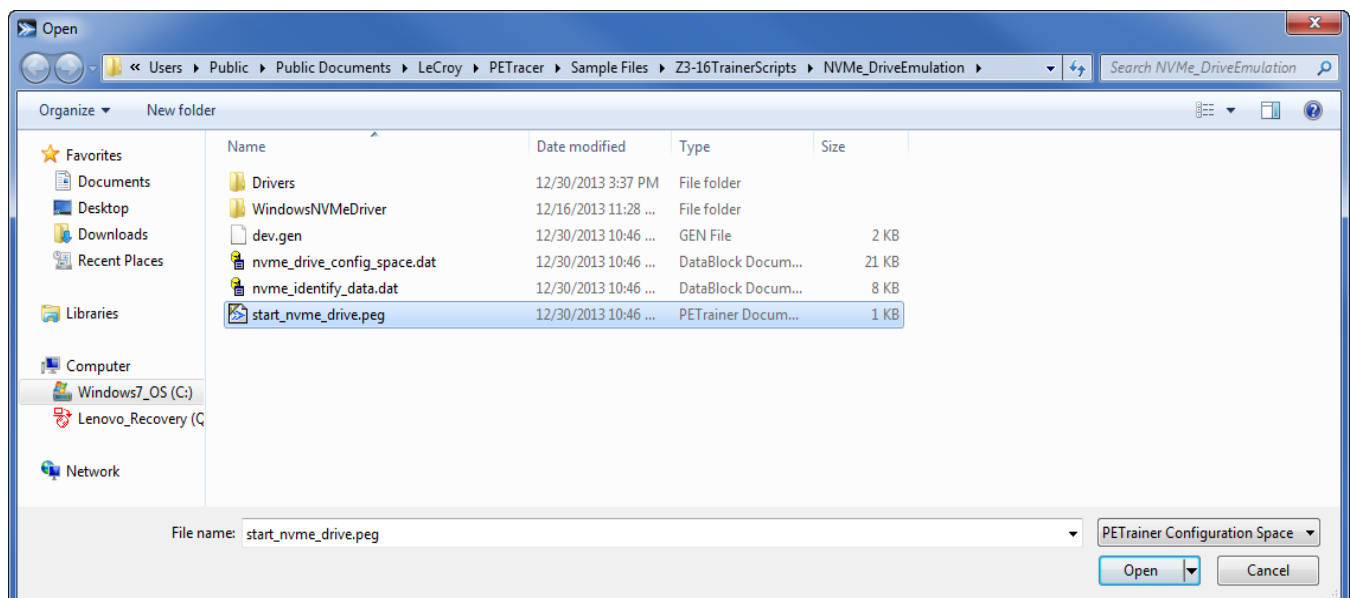 Open
« Users ▸ Public ▸ Public Documents ▸ LeCroy ▸ PETracer ▸ Sample Files ▸ Z3-16TrainerScripts ▸ NVMe_DriveEmulation ▸
Search NVMe_DriveEmulation
Organize ▾ New folder
Favorites
Documents
Desktop
Downloads
Recent Places
Libraries
Computer
Windows7_OS (C:)
Lenovo_Recovery (Q
Network
Name Date modified Type Size
Drivers 12/30/2013 3:37 PM File folder
WindowsNVMeDriver 12/16/2013 11:28 ... File folder
dev.gen 12/30/2013 10:46 ... GEN File 2 KB
nvme_drive_config_space.dat 12/30/2013 10:46 ... DataBlock Docum... 21 KB
nvme_identify_data.dat 12/30/2013 10:46 ... DataBlock Docum... 8 KB
start_nvme_drive.peg 12/30/2013 10:46 ... PETrainer Docum... 1 KB
File name: start_nvme_drive.peg
PETrainer Configuration Space
Open Cancel